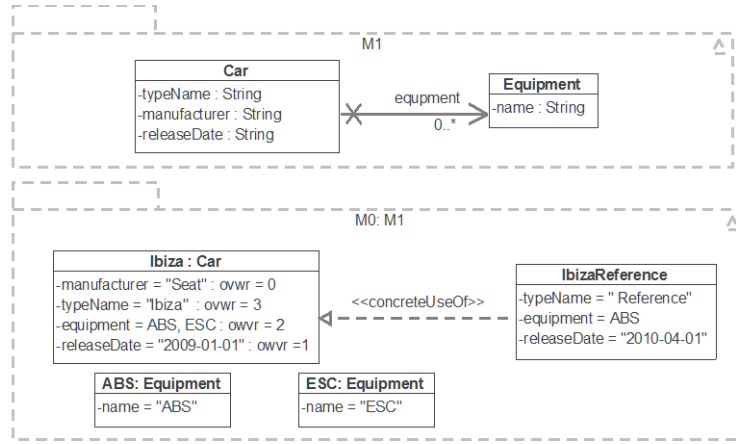 M1
Car
-typeName : String
-manufacturer : String
-releaseDate : String
equpment
0..*
Equipment
-name : String
M0: M1
Ibiza : Car
-manufacturer = "Seat" : ovwr = 0
-typeName = "Ibiza" : ovwr = 3
-equipment = ABS, ESC : owvr = 2
-releaseDate = "2009-01-01" : owvr =1
<<concreteUseOf>>
IbizaReference
-typeName = " Reference"
-equipment = ABS
-releaseDate = "2010-04-01"
ABS: Equipment
-name = "ABS"
ESC: Equipment
-name = "ESC"